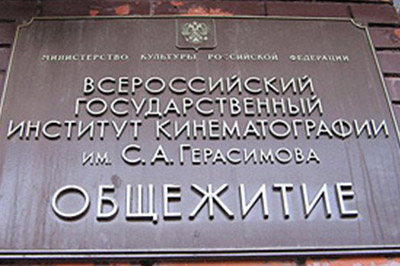 МИНИСТЕРСТВО КУЛЬТУРЫ РОССИЙСКОЙ ФЕДЕРАЦИИ
ВСЕРОССИЙСКИЙ
ГОСУДАРСТВЕННЫЙ
ИНСТИТУТ КИНЕМАТОГРАФИИ
ИМ. С. А. ГЕРАСИМОВА
ОБЩЕЖИТИЕ